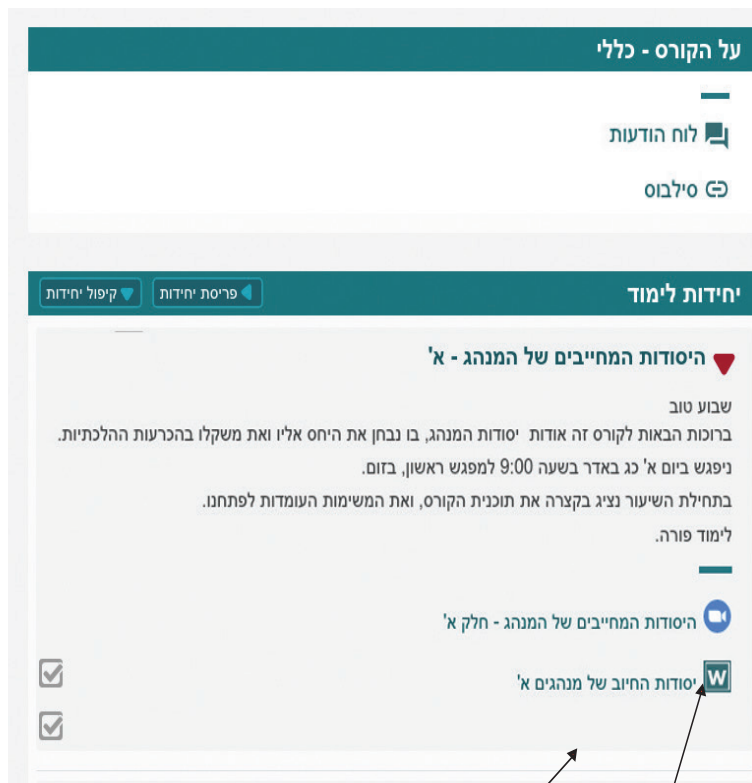 על הקורס - כללי
לוח הודעות
סילבוס
יחידות לימוד
פריסת יחידות
קיפול יחידות
היסודות המחייבים של המנהג - א'
שבוע טוב
ברוכות הבאות לקורס זה אודות יסודות המנהג, בו נבחן את היחס אליו ואת משקלו בהכרעות ההלכתיות.
ניפגש ביום א' כג באדר בשעה 9:00 למפגש ראשון, בזום.
בתחילת השיעור נציג בקצרה את תוכנית הקורס, ואת המשימות העומדות לפתחנו.
לימוד פורה.
היסודות המחייבים של המנהג - חלק א'
W יסודות החיוב של מנהגים א'